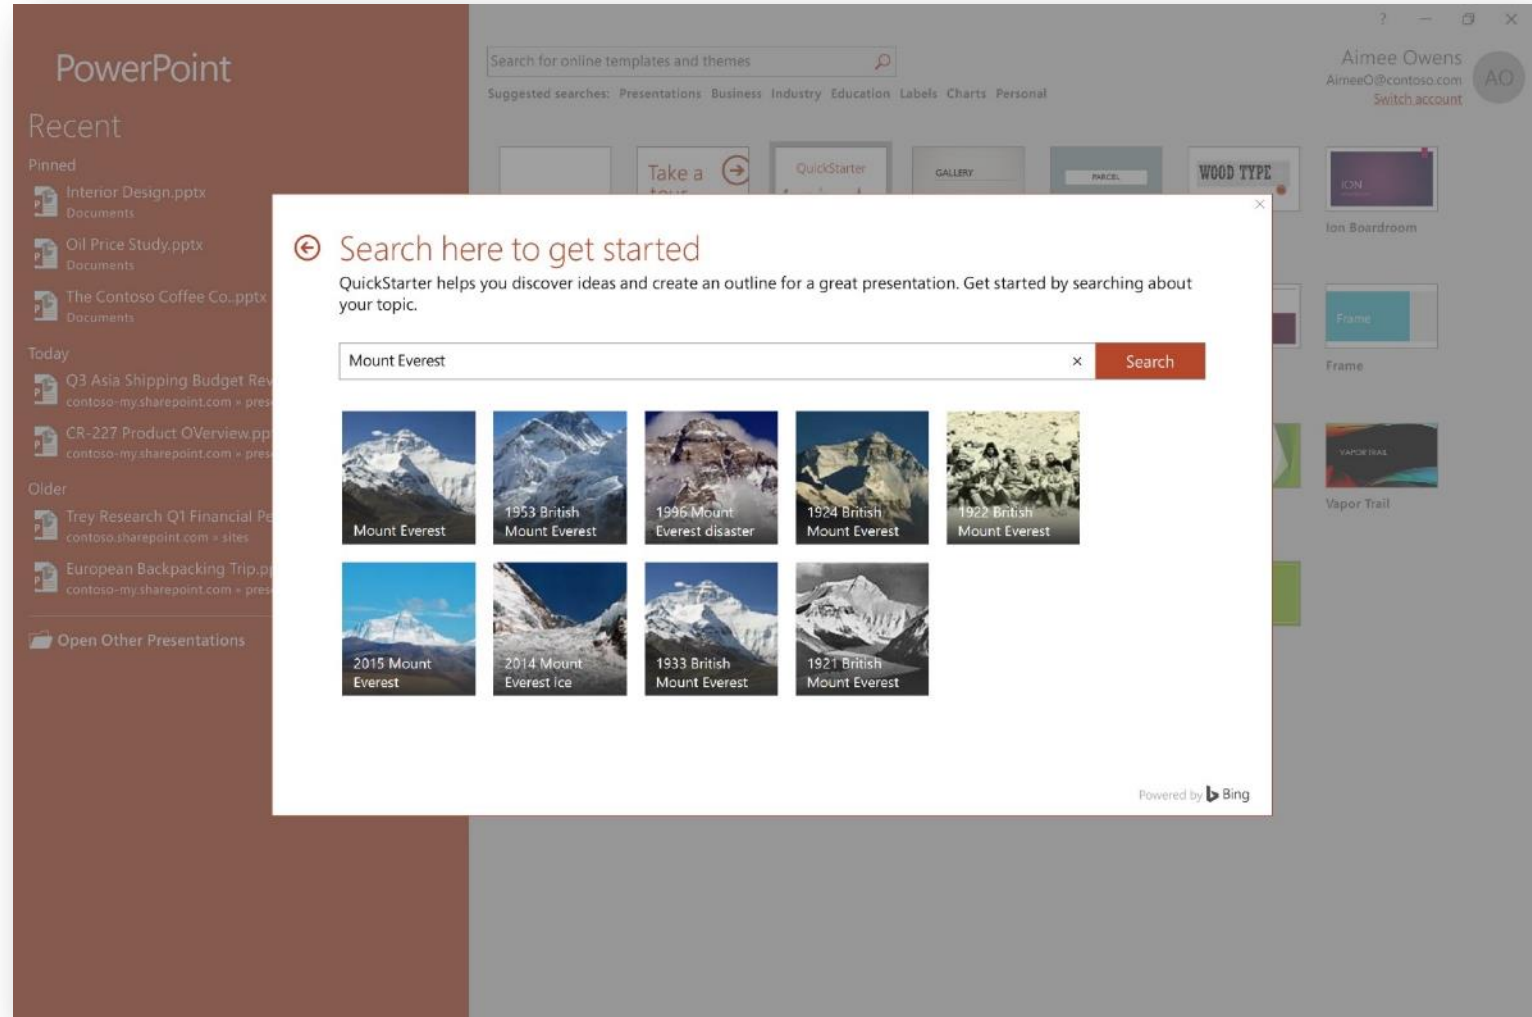 ?
PowerPoint
Search for online templates and themes
Suggested searches: Presentations Business Industry Education Labels Charts Personal
Aimee Owens
AimeeO@contoso.com
Switch account
AO
Recent
Pinned
Interior Design.pptx
Documents
Oil Price Study.pptx
Documents
The Contoso Coffee Co..pptx
Documents
Today
Q3 Asia Shipping Budget Rev
contoso-my.sharepoint.com » pres
CR-227 Product OVerview.pp
contoso-my.sharepoint.com » pres
Older
Trey Research Q1 Financial Pe
contoso.sharepoint.com » sites
European Backpacking Trip.p
contoso-my.sharepoint.com » pres
Open Other Presentations
Take a
tour
QuickStarter
GALLERY
PARCEL
WOOD TYPE
ION
Ion Boardroom
Frame
Frame
VAPOR TRAIL
Vapor Trail
Search here to get started
QuickStarter helps you discover ideas and create an outline for a great presentation. Get started by searching about
your topic.
Mount Everest
Search
Mount Everest
1953 British
Mount Everest
1996 Mount
Everest disaster
1924 British
Mount Everest
1922 British
Mount Everest
2015 Mount
Everest
2014 Mount
Everest Ice
1933 British
Mount Everest
1921 British
Mount Everest
Powered by Bing